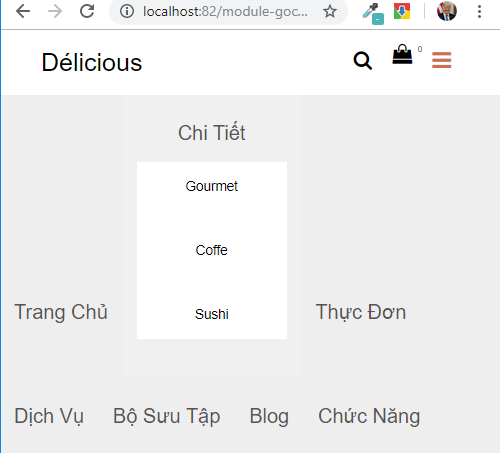 localhost:82/module-goc...
Délicious
0
Chi Tiết
Gourmet
Coffe
Sushi
Trang Chủ
Thực Đơn
Dịch Vụ
Bộ Sưu Tập
Blog
Chức Năng